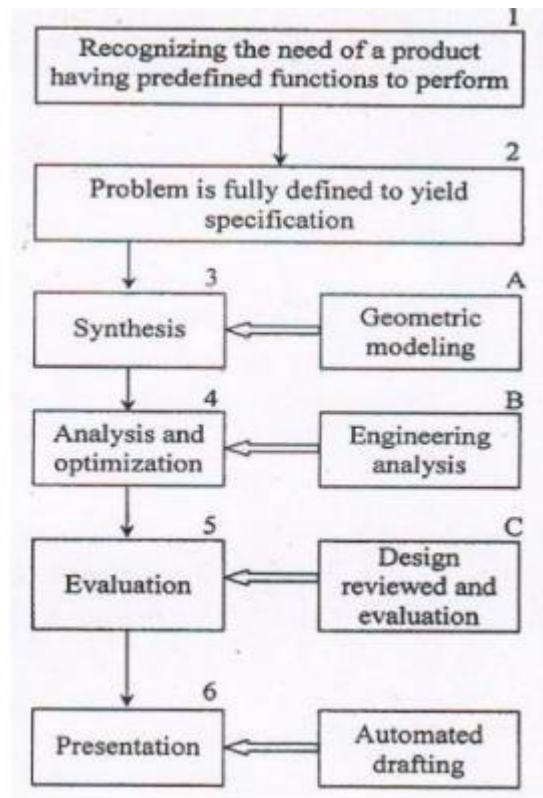 1
Recognizing the need of a product
having predefined functions to perform
2
Problem is fully defined to yield
specification
3
Synthesis
A
Geometric
modeling
4
Analysis and
optimization
B
Engineering
analysis
5
Evaluation
C
Design
reviewed and
evaluation
6
Presentation
Automated
drafting